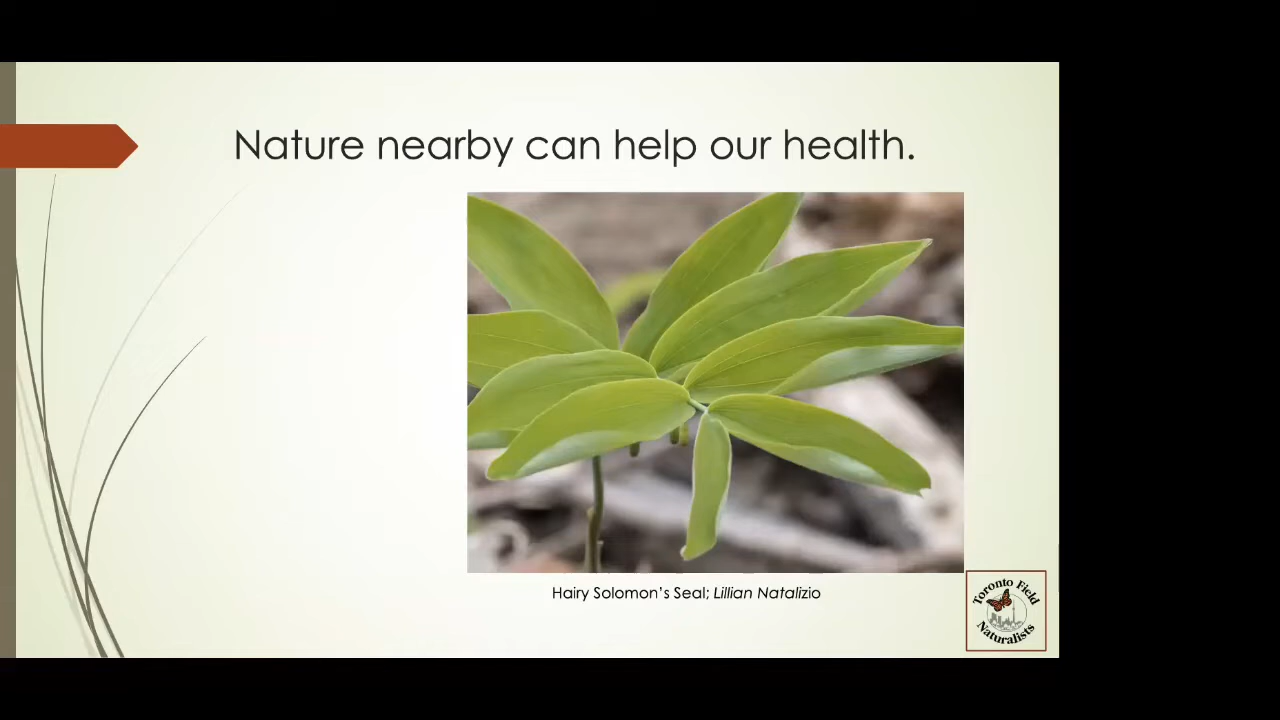 Nature nearby can help our health.
Hairy Solomon's Seal; Lillian Natalizio
Toronto Field
Naturalists